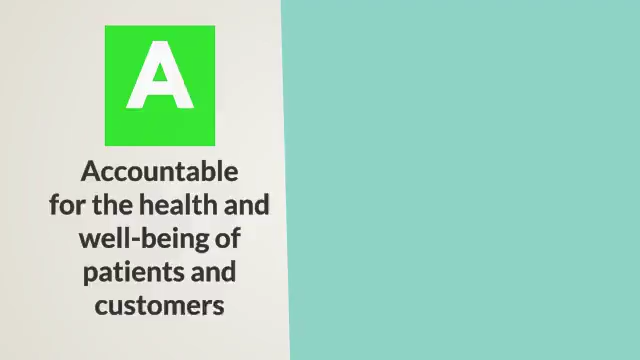 A
Accountable
for the health and
well-being of
patients and
customers